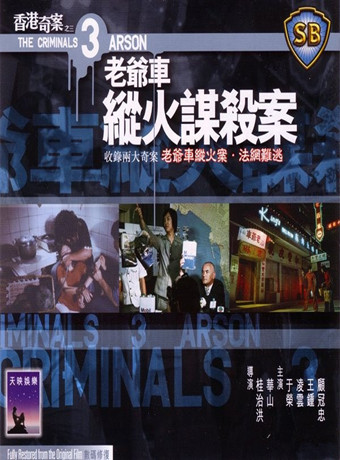 香港奇案之三
THE CRIMINALS 3 ARSON
SB
老爺車
縱火謀殺案
收錄兩大奇案 老爺車縱火案·法網難逃
CRIMINALS 3 ARSON
CRIMINALS 3
主演
顧冠忠
王鍾
凌雲
于榮
導演
華山
桂治洪
天映娛樂
Fully Restored from the Original Film 數碼修復